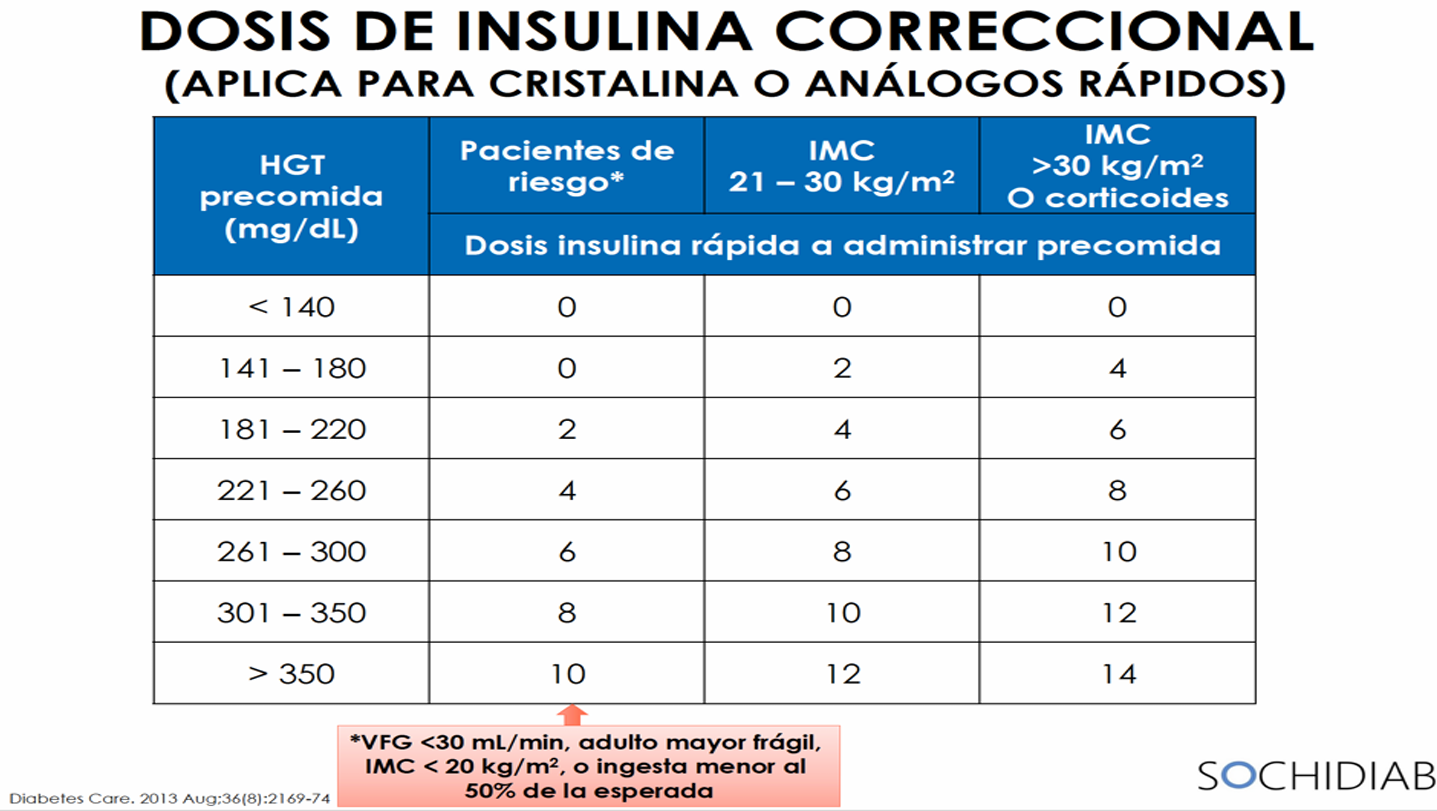 DOSIS DE INSULINA CORRECCIONAL
(APLICA PARA CRISTALINA O ANÁLOGOS RÁPIDOS)
HGT
precomida
(mg/dL)
Pacientes de
riesgo*
IMC
21 – 30 kg/m²
IMC
>30 kg/m²
O corticoides
Dosis insulina rápida a administrar precomida
< 140 0 0 0
141 – 180 0 2 4
181 – 220 2 4 6
221 – 260 4 6 8
261 – 300 6 8 10
301 – 350 8 10 12
> 350 10 12 14
*VFG <30 mL/min, adulto mayor frágil,
IMC < 20 kg/m², o ingesta menor al
50% de la esperada
Diabetes Care. 2013 Aug;36(8):2169-74
SOCHIDIAB